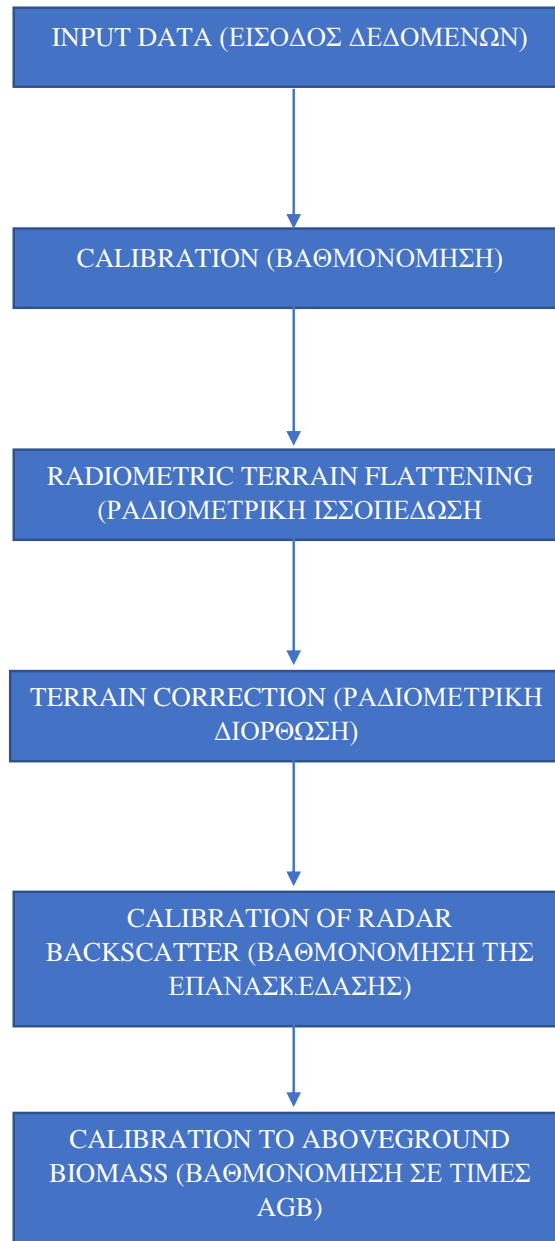 INPUT DATA (ΕΙΣΟΔΟΣ ΔΕΔΟΜΕΝΩΝ)
CALIBRATION (ΒΑΘΜΟΝΟΜΗΣΗ)
RADIOMETRIC TERRAIN FLATTENING
(ΡΑΔΙΟΜΕΤΡΙΚΗ ΙΣΣΟΠΕΔΩΣΗ
TERRAIN CORRECTION (ΡΑΔΙΟΜΕΤΡΙΚΗ
ΔΙΟΡΘΩΣΗ)
CALIBRATION OF RADAR
BACKSCATTER (ΒΑΘΜΟΝΟΜΗΣΗ ΤΗΣ
ΕΠΑΝΑΣΚΕΔΑΣΗΣ)
CALIBRATION TO ABOVEGROUND
BIOMASS (ΒΑΘΜΟΝΟΜΗΣΗ ΣΕ ΤΙΜΕΣ
AGB)